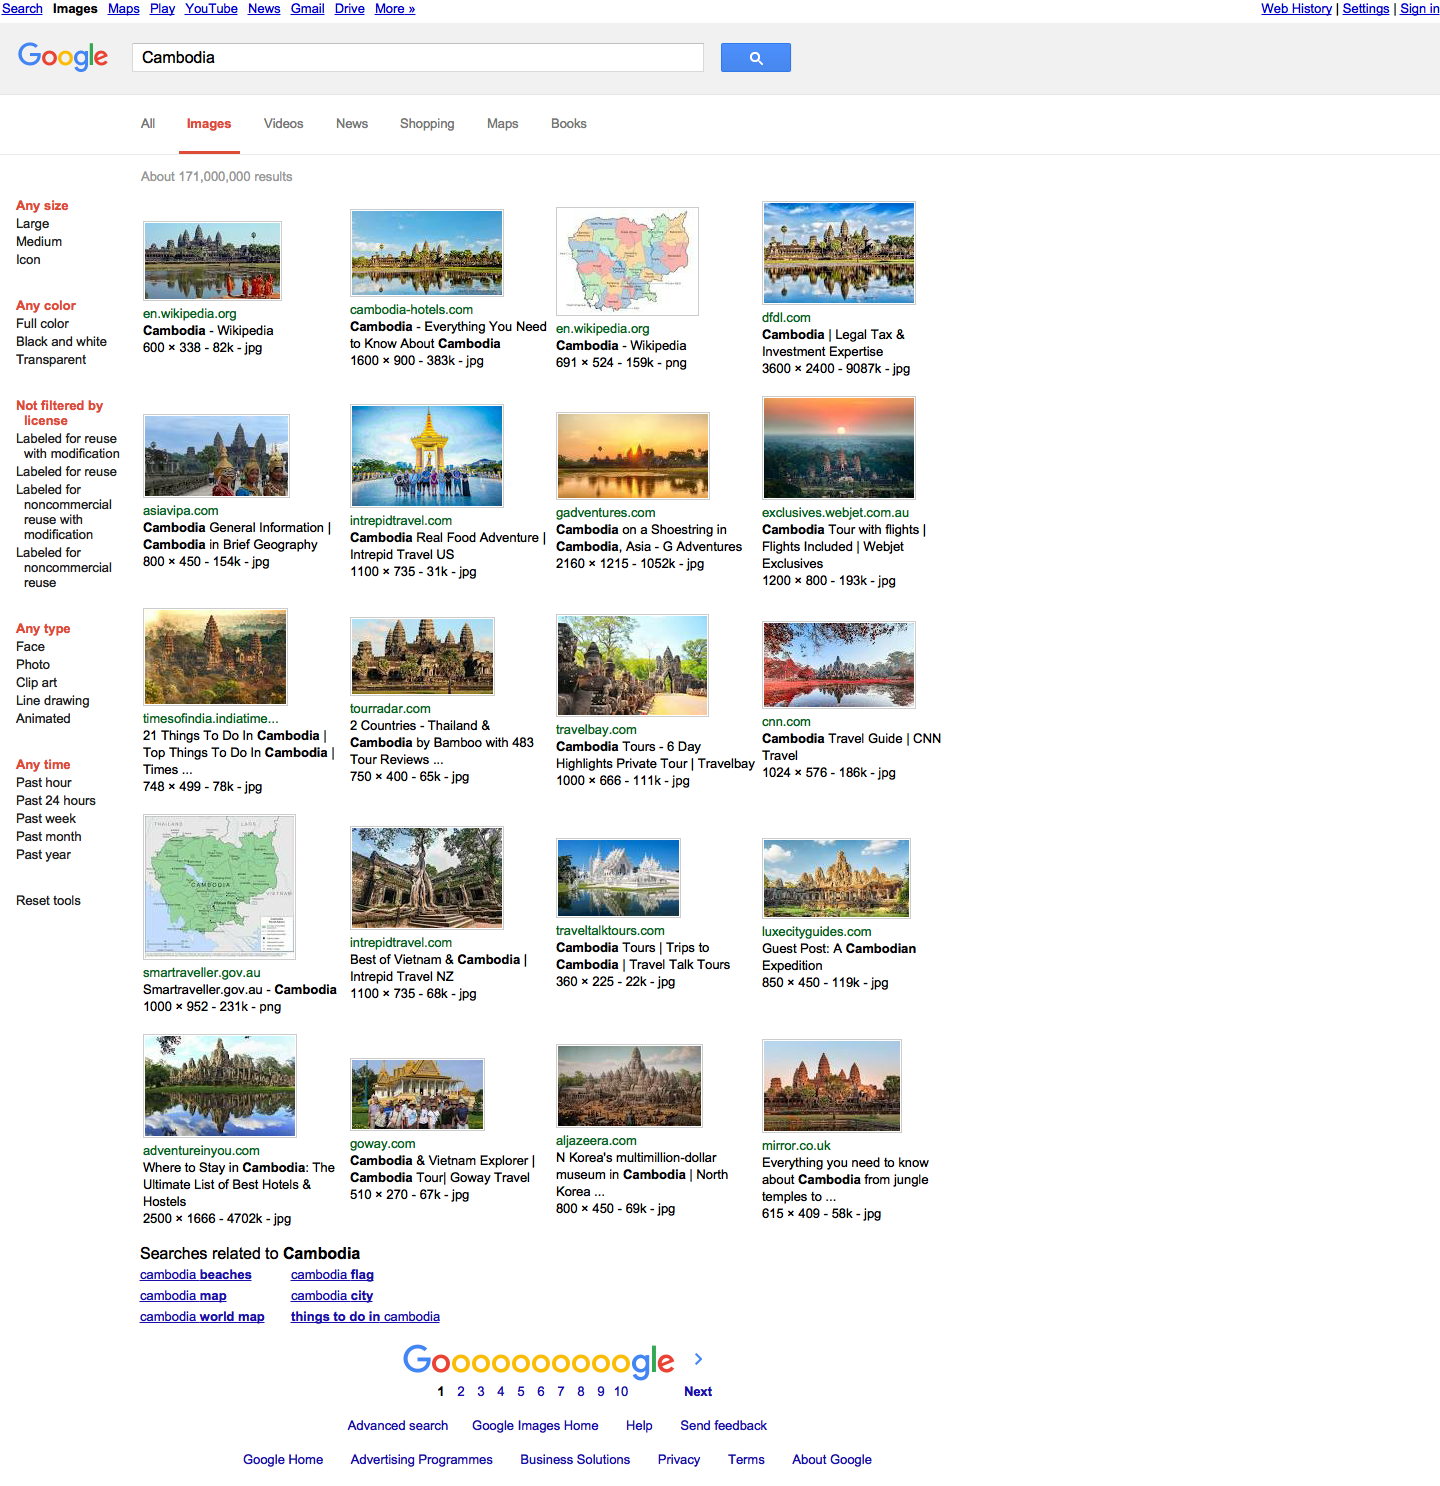 Search Images Maps Play YouTube News Gmail Drive More »
Web History | Settings | Sign in
Google
Cambodia
All Images Videos News Shopping Maps Books
About 171,000,000 results
Any size
Large
Medium
Icon
Any color
Full color
Black and white
Transparent
Not filtered by
license
Labeled for reuse
with modification
Labeled for reuse
Labeled for
noncommercial
reuse with
modification
Labeled for
noncommercial
reuse
Any type
Face
Photo
Clip art
Line drawing
Animated
Any time
Past hour
Past 24 hours
Past week
Past month
Past year
Reset tools
en.wikipedia.org
Cambodia - Wikipedia
600 × 338 - 82k - jpg
cambodia-hotels.com
Cambodia - Everything You Need
to Know About Cambodia
1600 × 900 - 383k - jpg
en.wikipedia.org
Cambodia - Wikipedia
691 × 524 - 159k - png
dfdl.com
Cambodia | Legal Tax &
Investment Expertise
3600 × 2400 - 9087k - jpg
asiavipa.com
Cambodia General Information |
Cambodia in Brief Geography
800 × 450 - 154k - jpg
intrepidtravel.com
Cambodia Real Food Adventure |
Intrepid Travel US
1100 × 735 - 31k - jpg
gadventures.com
Cambodia on a Shoestring in
Cambodia, Asia - G Adventures
2160 × 1215 - 1052k - jpg
exclusives.webjet.com.au
Cambodia Tour with flights |
Flights Included | Webjet
Exclusives
1200 × 800 - 193k - jpg
timesofindia.indiatime...
21 Things To Do In Cambodia |
Top Things To Do In Cambodia |
Times ...
748 × 499 - 78k - jpg
tourradar.com
2 Countries - Thailand &
Cambodia by Bamboo with 483
Tour Reviews ...
750 × 400 - 65k - jpg
travelbay.com
Cambodia Tours - 6 Day
Highlights Private Tour | Travelbay
1000 × 666 - 111k - jpg
cnn.com
Cambodia Travel Guide | CNN
Travel
1024 × 576 - 186k - jpg
THAILAND LAOS
CAMBODIA
VIETNAM
smartraveller.gov.au
Smartraveller.gov.au - Cambodia
1000 × 952 - 231k - png
intrepidtravel.com
Best of Vietnam & Cambodia |
Intrepid Travel NZ
1100 × 735 - 68k - jpg
traveltalktours.com
Cambodia Tours | Trips to
Cambodia | Travel Talk Tours
360 × 225 - 22k - jpg
luxecityguides.com
Guest Post: A Cambodian
Expedition
850 × 450 - 119k - jpg
adventureinyou.com
Where to Stay in Cambodia: The
Ultimate List of Best Hotels &
Hostels
2500 × 1666 - 4702k - jpg
goway.com
Cambodia & Vietnam Explorer |
Cambodia Tour| Goway Travel
510 × 270 - 67k - jpg
aljazeera.com
N Korea's multimillion-dollar
museum in Cambodia | North
Korea ...
800 × 450 - 69k - jpg
mirror.co.uk
Everything you need to know
about Cambodia from jungle
temples to ...
615 × 409 - 58k - jpg
Searches related to Cambodia
cambodia beaches cambodia flag
cambodia map cambodia city
cambodia world map things to do in cambodia
Goooooooooogle
1 2 3 4 5 6 7 8 9 10 Next
Advanced search Google Images Home Help Send feedback
Google Home Advertising Programmes Business Solutions Privacy Terms About Google